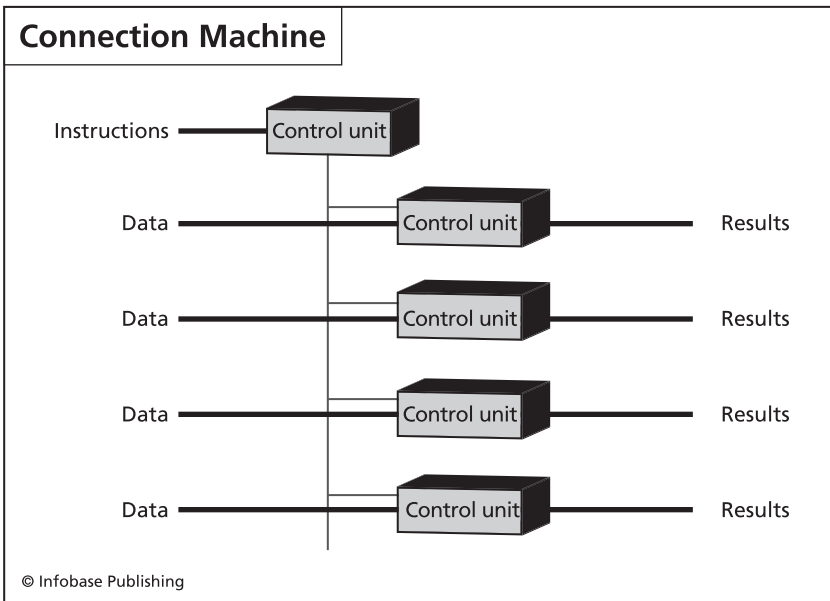 Connection Machine
Instructions Control unit
Data Control unit Results
Data Control unit Results
Data Control unit Results
Data Control unit Results
© Infobase Publishing